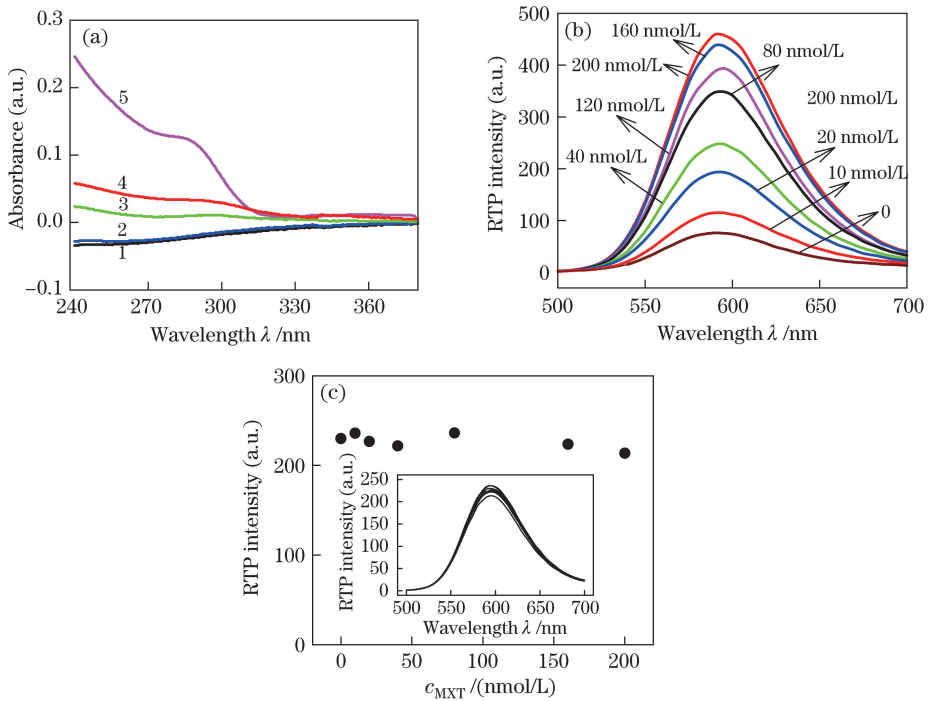 (a)
0.3
0.2
0.1
0.0
−0.1
Absorbance (a.u.)
5
4
3
2
1
240
270
300
330
360
Wavelength λ /nm
(b)
500
400
300
200
100
0
RTP intensity (a.u.)
160 nmol/L
200 nmol/L
120 nmol/L
40 nmol/L
80 nmol/L
200 nmol/L
20 nmol/L
10 nmol/L
0
500
550
600
650
700
Wavelength λ /nm
(c)
300
200
100
0
RTP intensity (a.u.)
250
200
150
100
50
0
RTP intensity (a.u.)
500
550
600
650
700
Wavelength λ /nm
0
50
100
150
200
cMXT /(nmol/L)